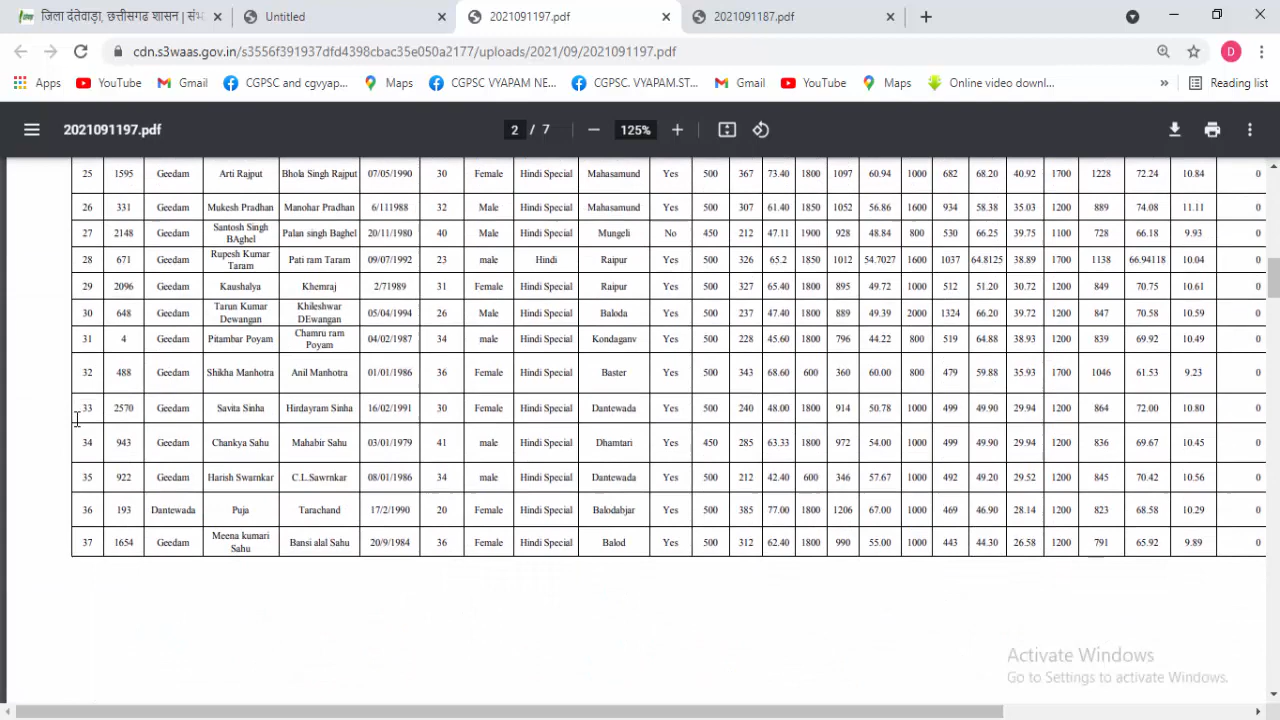 जिला दंतेवाड़ा, छत्तीसगढ़ शासन | संभ
Untitled
2021091197.pdf
2021091187.pdf
cdn.s3waas.gov.in/s3556f391937dfd4398cbac35e050a2177/uploads/2021/09/2021091197.pdf
D
Apps YouTube Gmail CGPSC and cgvyap... Maps CGPSC VYAPAM NE... CGPSC. VYAPAM.ST... Gmail YouTube Maps Online video downl... » Reading list
2021091197.pdf 2 / 7 125%
25 1595 Geedam Arti Rajput Bhola Singh Rajput 07/05/1990 30 Female Hindi Special Mahasamund Yes 500 367 73.40 1800 1097 60.94 1000 682 68.20 40.92 1700 1228 72.24 10.84 0
26 331 Geedam Mukesh Pradhan Manohar Pradhan 6/111988 32 Male Hindi Special Mahasamund Yes 500 307 61.40 1850 1052 56.86 1600 934 58.38 35.03 1200 889 74.08 11.11 0
27 2148 Geedam Santosh Singh BAghel Palan singh Baghel 20/11/1980 40 Male Hindi Special Mungeli No 450 212 47.11 1900 928 48.84 800 530 66.25 39.75 1100 728 66.18 9.93 0
28 671 Geedam Rupesh Kumar Taram Pati ram Taram 09/07/1992 23 male Hindi Raipur Yes 500 326 65.2 1850 1012 54.7027 1600 1037 64.8125 38.89 1700 1138 66.94118 10.04 0
29 2096 Geedam Kaushalya Khemraj 2/71989 31 Female Hindi Special Raipur Yes 500 327 65.40 1800 895 49.72 1000 512 51.20 30.72 1200 849 70.75 10.61 0
30 648 Geedam Tarun Kumar Dewangan Khileshwar DEwangan 05/04/1994 26 Male Hindi Special Baloda Yes 500 237 47.40 1800 889 49.39 2000 1324 66.20 39.72 1200 847 70.58 10.59 0
31 4 Geedam Pitambar Poyam Chamru ram Poyam 04/02/1987 34 male Hindi Special Kondaganv Yes 500 228 45.60 1800 796 44.22 800 519 64.88 38.93 1200 839 69.92 10.49 0
32 488 Geedam Shikha Manhotra Anil Manhotra 01/01/1986 36 Female Hindi Special Baster Yes 500 343 68.60 600 360 60.00 800 479 59.88 35.93 1700 1046 61.53 9.23 0
33 2570 Geedam Savita Sinha Hirdayram Sinha 16/02/1991 30 Female Hindi Special Dantewada Yes 500 240 48.00 1800 914 50.78 1000 499 49.90 29.94 1200 864 72.00 10.80 0
34 943 Geedam Chankya Sahu Mahabir Sahu 03/01/1979 41 male Hindi Special Dhamtari Yes 450 285 63.33 1800 972 54.00 1000 499 49.90 29.94 1200 836 69.67 10.45 0
35 922 Geedam Harish Swarnkar C.L.Sawrnkar 08/01/1986 34 male Hindi Special Dantewada Yes 500 212 42.40 600 346 57.67 1000 492 49.20 29.52 1200 845 70.42 10.56 0
36 193 Dantewada Puja Tarachand 17/2/1990 20 Female Hindi Special Balodabjar Yes 500 385 77.00 1800 1206 67.00 1000 469 46.90 28.14 1200 823 68.58 10.29 0
37 1654 Geedam Meena kumari Sahu Bansi alal Sahu 20/9/1984 36 Female Hindi Special Balod Yes 500 312 62.40 1800 990 55.00 1000 443 44.30 26.58 1200 791 65.92 9.89 0
Activate Windows
Go to Settings to activate Windows.